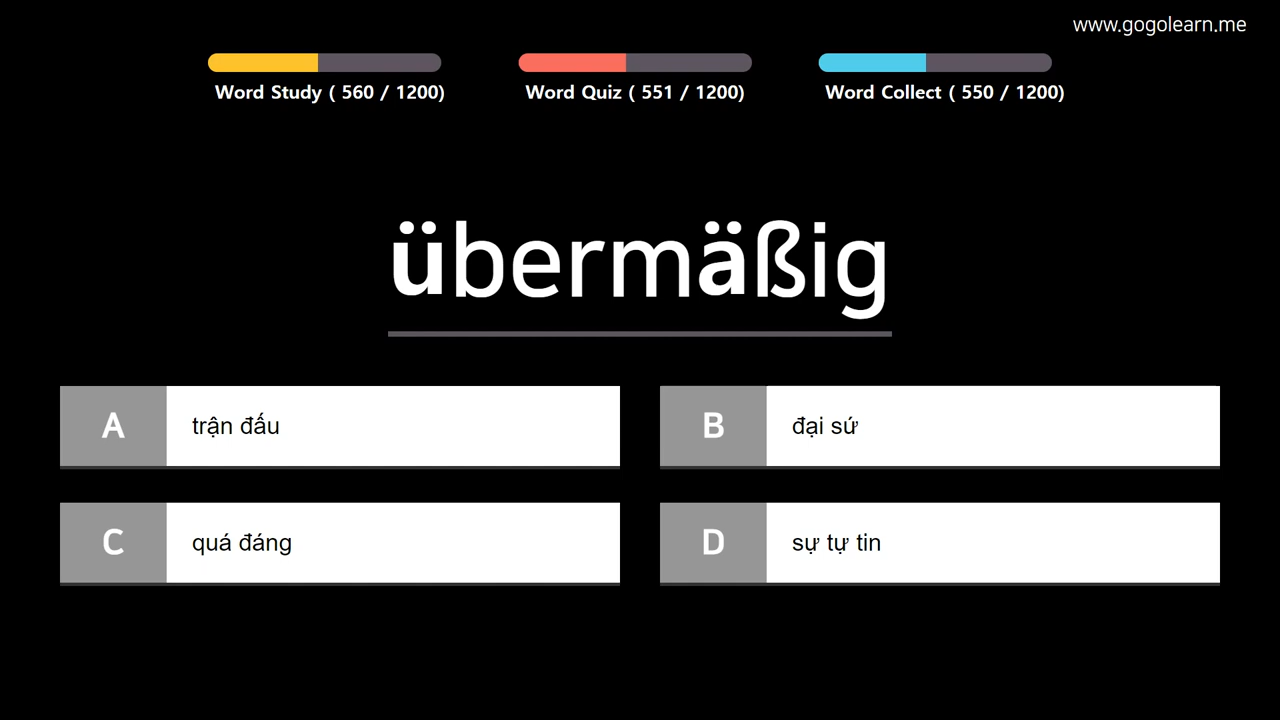 www.gogolearn.me
Word Study ( 560 / 1200)
Word Quiz ( 551 / 1200)
Word Collect ( 550 / 1200)
übermäßig
A trận đấu
B đại sứ
C quá đáng
D sự tự tin